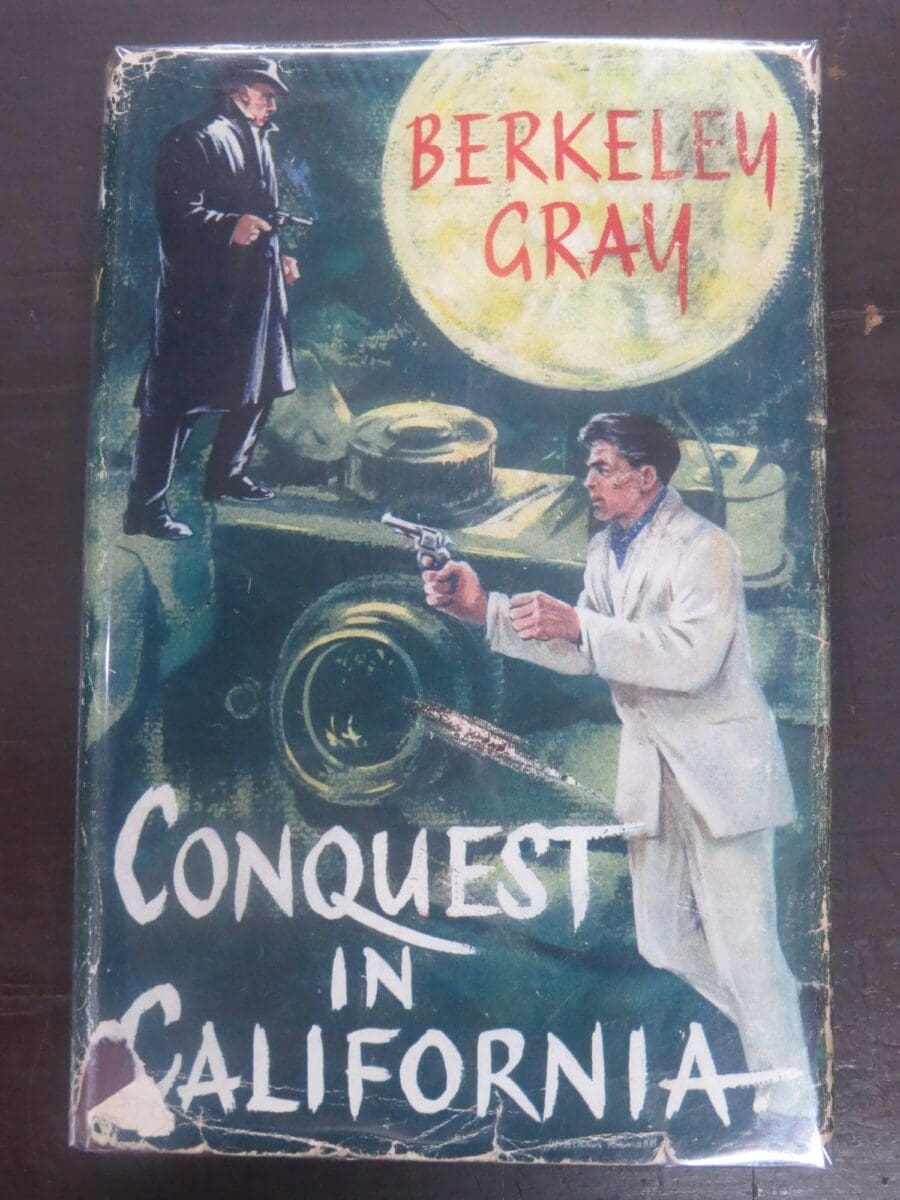 BERKELEY
GRAY
CONQUEST
IN
CALIFORNIA